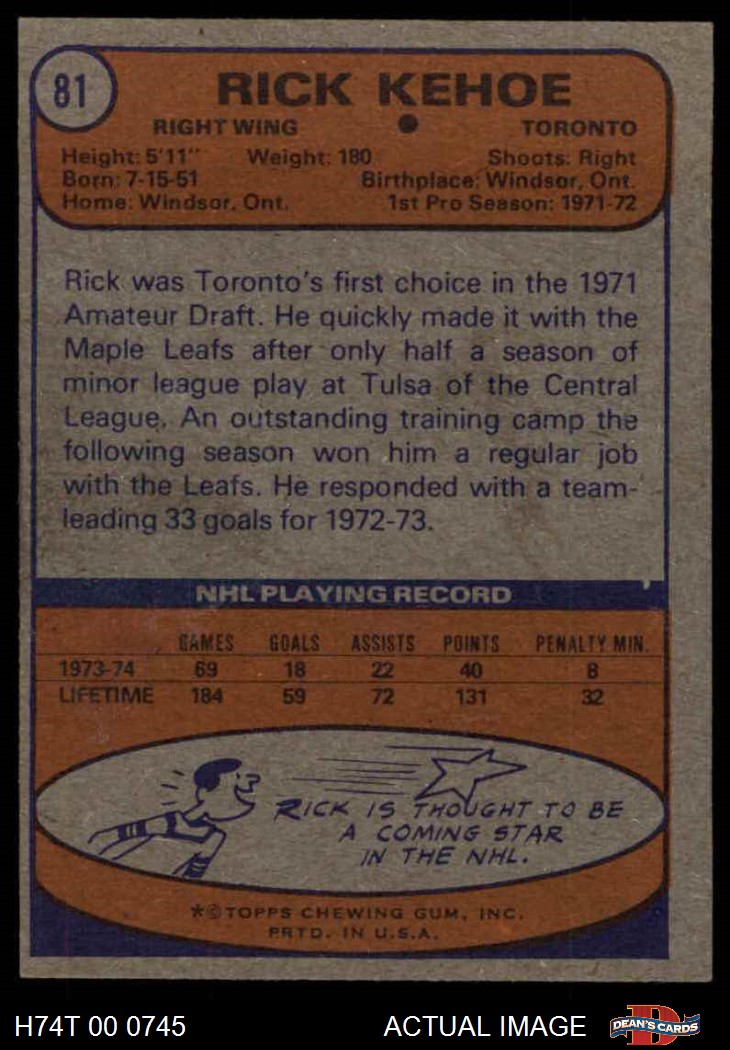 81
RICK KEHOE
RIGHT WING ● TORONTO
Height: 5'11" Weight: 180 Shoots: Right
Born: 7-15-51 Birthplace: Windsor, Ont.
Home: Windsor, Ont. 1st Pro Season: 1971-72
Rick was Toronto's first choice in the 1971
Amateur Draft. He quickly made it with the
Maple Leafs after only half a season of
minor league play at Tulsa of the Central
League. An outstanding training camp the
following season won him a regular job
with the Leafs. He responded with a team-
leading 33 goals for 1972-73.
NHL PLAYING RECORD
GAMES GOALS ASSISTS POINTS PENALTY MIN.
1973-74 69 18 22 40 8
LIFETIME 184 59 72 131 32
RICK IS THOUGHT TO BE
A COMING STAR
IN THE NHL.
*©TOPPS CHEWING GUM, INC.
PRTD. IN U.S.A.
H74T 00 0745 ACTUAL IMAGE DEAN'S CARDS